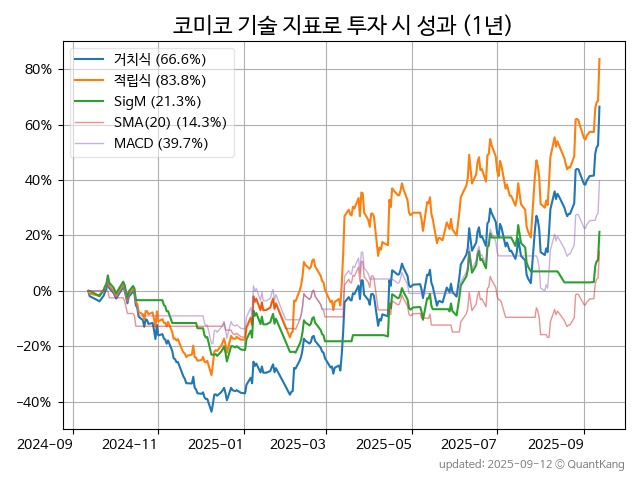 코미코 기술 지표로 투자 시 성과 (1년)
거치식 (66.6%)
적립식 (83.8%)
SigM (21.3%)
SMA(20) (14.3%)
MACD (39.7%)
80%
60%
40%
20%
0%
−20%
−40%
2024-09
2024-11
2025-01
2025-03
2025-05
2025-07
2025-09
updated: 2025-09-12 © QuantKang